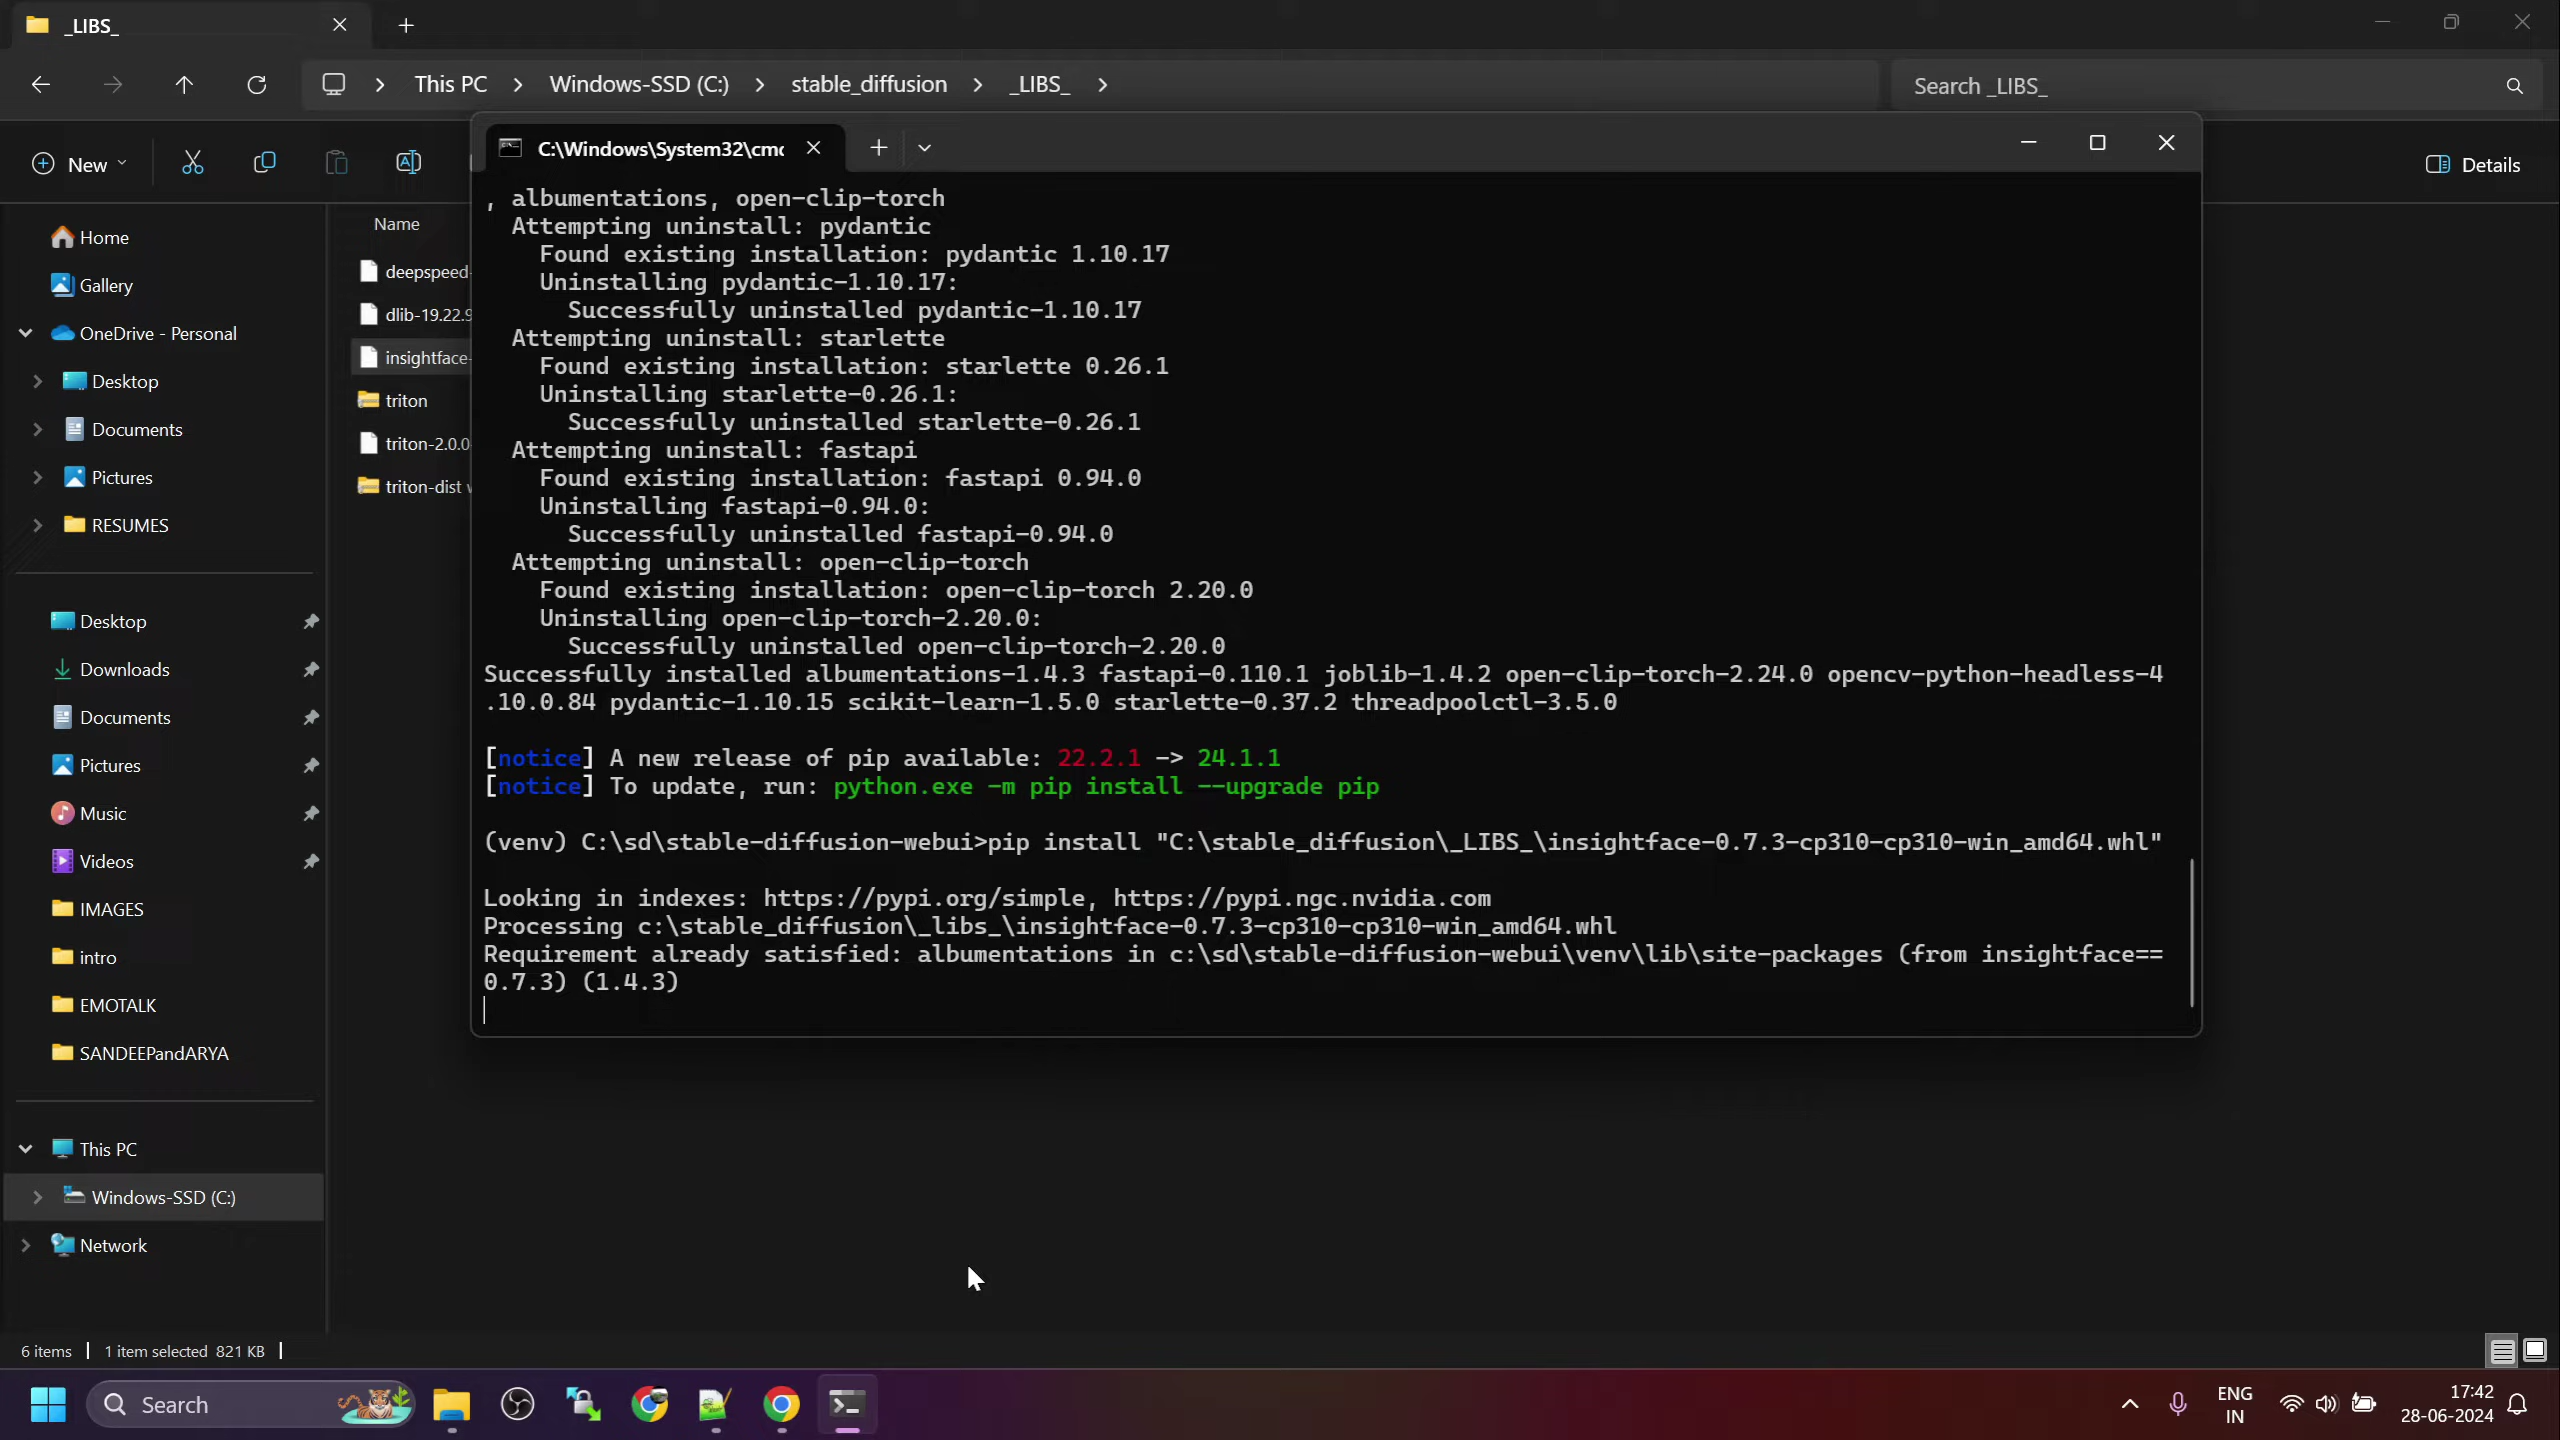 _LIBS_
This PC
Windows-SSD (C:)
stable_diffusion
_LIBS_
Search _LIBS_
New
Details
C:\Windows\System32\cmd
Name
Home
Gallery
OneDrive - Personal
Desktop
Documents
Pictures
RESUMES
Desktop
Downloads
Documents
Pictures
Music
Videos
IMAGES
intro
EMOTALK
SANDEEPandARYA
This PC
Windows-SSD (C:)
Network
deepspeed-
dlib-19.22.9
insightface-
triton
triton-2.0.0
triton-dist
, albumentations, open-clip-torch
Attempting uninstall: pydantic
Found existing installation: pydantic 1.10.17
Uninstalling pydantic-1.10.17:
Successfully uninstalled pydantic-1.10.17
Attempting uninstall: starlette
Found existing installation: starlette 0.26.1
Uninstalling starlette-0.26.1:
Successfully uninstalled starlette-0.26.1
Attempting uninstall: fastapi
Found existing installation: fastapi 0.94.0
Uninstalling fastapi-0.94.0:
Successfully uninstalled fastapi-0.94.0
Attempting uninstall: open-clip-torch
Found existing installation: open-clip-torch 2.20.0
Uninstalling open-clip-torch-2.20.0:
Successfully uninstalled open-clip-torch-2.20.0
Successfully installed albumentations-1.4.3 fastapi-0.110.1 joblib-1.4.2 open-clip-torch-2.24.0 opencv-python-headless-4
.10.0.84 pydantic-1.10.15 scikit-learn-1.5.0 starlette-0.37.2 threadpoolctl-3.5.0
[notice] A new release of pip available: 22.2.1 -> 24.1.1
[notice] To update, run: python.exe -m pip install --upgrade pip
(venv) C:\sd\stable-diffusion-webui>pip install "C:\stable_diffusion\_LIBS_\insightface-0.7.3-cp310-cp310-win_amd64.whl"
Looking in indexes: https://pypi.org/simple, https://pypi.ngc.nvidia.com
Processing c:\stable_diffusion\_libs_\insightface-0.7.3-cp310-cp310-win_amd64.whl
Requirement already satisfied: albumentations in c:\sd\stable-diffusion-webui\venv\lib\site-packages (from insightface==
0.7.3) (1.4.3)
6 items
1 item selected 821 KB
Search
ENG
IN
17:42
28-06-2024